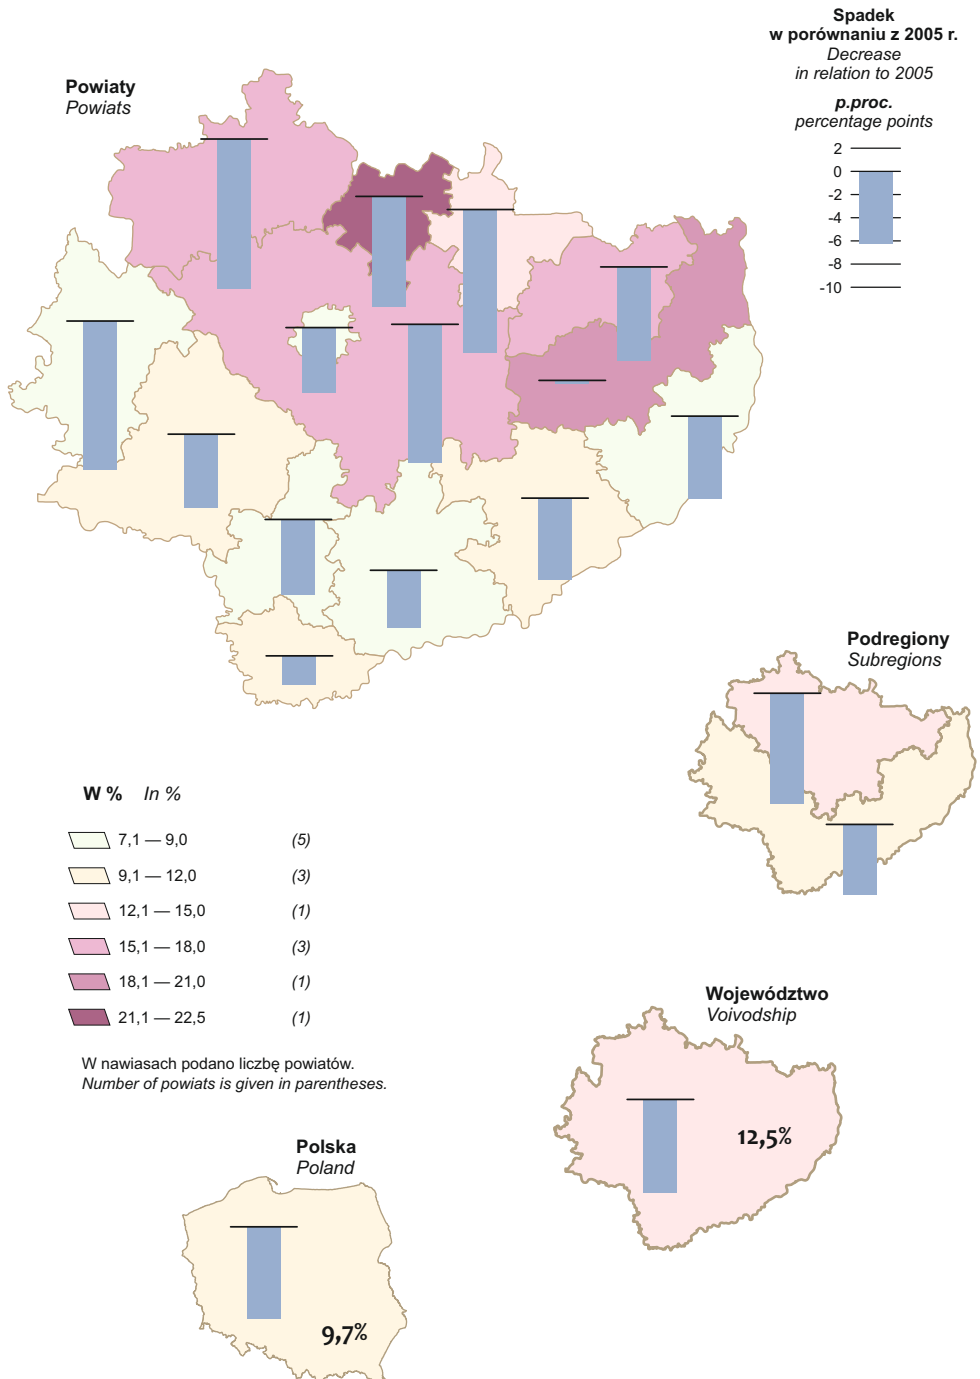 Spadek
w porównaniu z 2005 r.
Decrease
in relation to 2005
p.proc.
percentage points
2
0
-2
-4
-6
-8
-10
Powiaty
Powiats
Podregiony
Subregions
W % In %
7,1 — 9,0 (5)
9,1 — 12,0 (3)
12,1 — 15,0 (1)
15,1 — 18,0 (3)
18,1 — 21,0 (1)
21,1 — 22,5 (1)
W nawiasach podano liczbę powiatów.
Number of powiats is given in parentheses.
Województwo
Voivodship
12,5%
Polska
Poland
9,7%